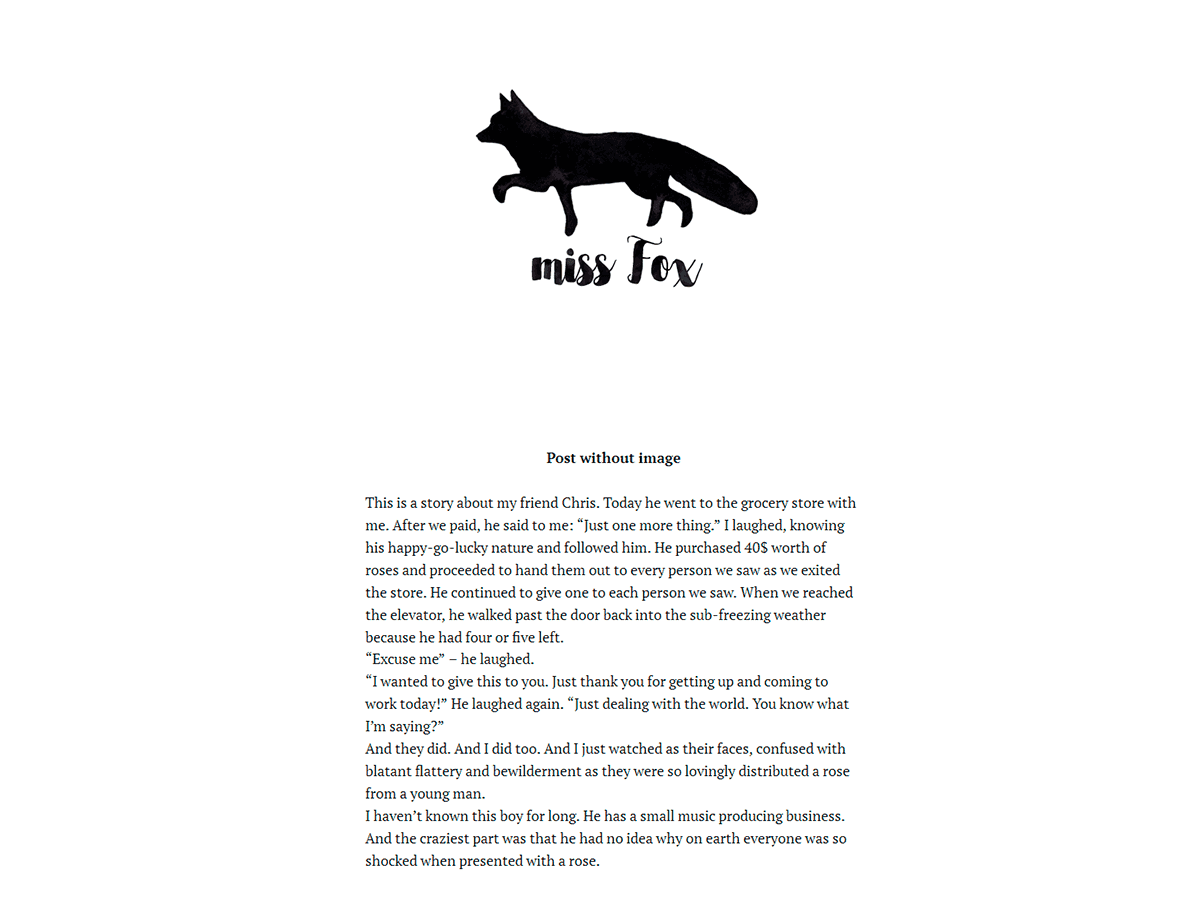 miss Fox
Post without image
This is a story about my friend Chris. Today he went to the grocery store with
me. After we paid, he said to me: “Just one more thing.” I laughed, knowing
his happy-go-lucky nature and followed him. He purchased 40$ worth of
roses and proceeded to hand them out to every person we saw as we exited
the store. He continued to give one to each person we saw. When we reached
the elevator, he walked past the door back into the sub-freezing weather
because he had four or five left.
“Excuse me” – he laughed.
“I wanted to give this to you. Just thank you for getting up and coming to
work today!” He laughed again. “Just dealing with the world. You know what
I’m saying?”
And they did. And I did too. And I just watched as their faces, confused with
blatant flattery and bewilderment as they were so lovingly distributed a rose
from a young man.
I haven’t known this boy for long. He has a small music producing business.
And the craziest part was that he had no idea why on earth everyone was so
shocked when presented with a rose.